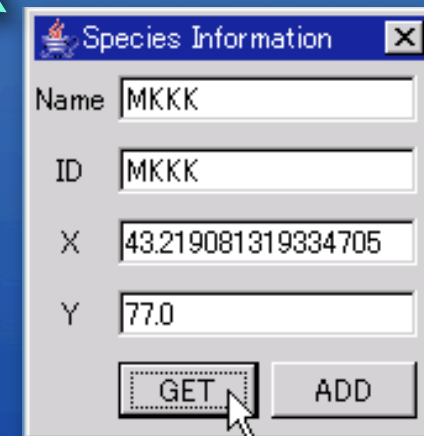 Species Information
Name MKKK
ID MKKK
X 43.219081319334705
Y 77.0
GET ADD